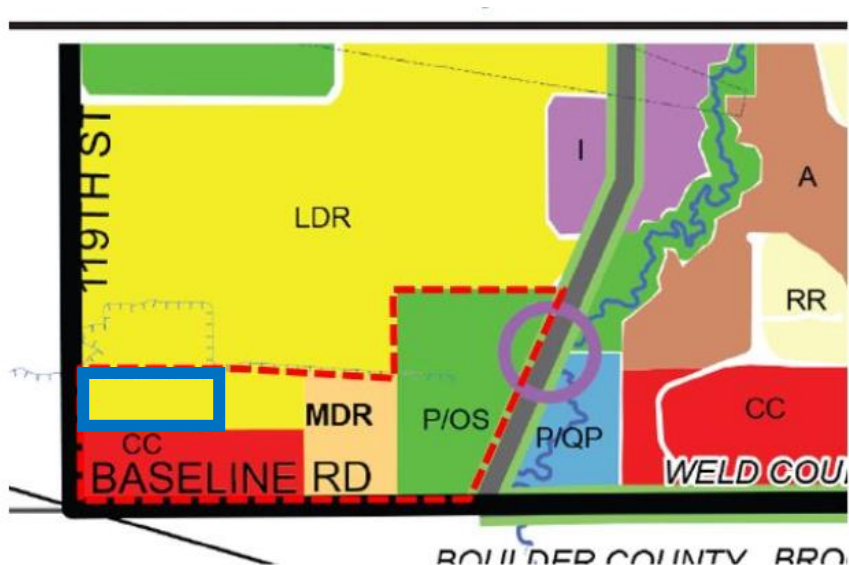 119TH ST
LDR
I
A
RR
MDR
P/OS
P/QP
CC
CC
BASELINE RD
WELD COU
BOULDER COUNTY BRO